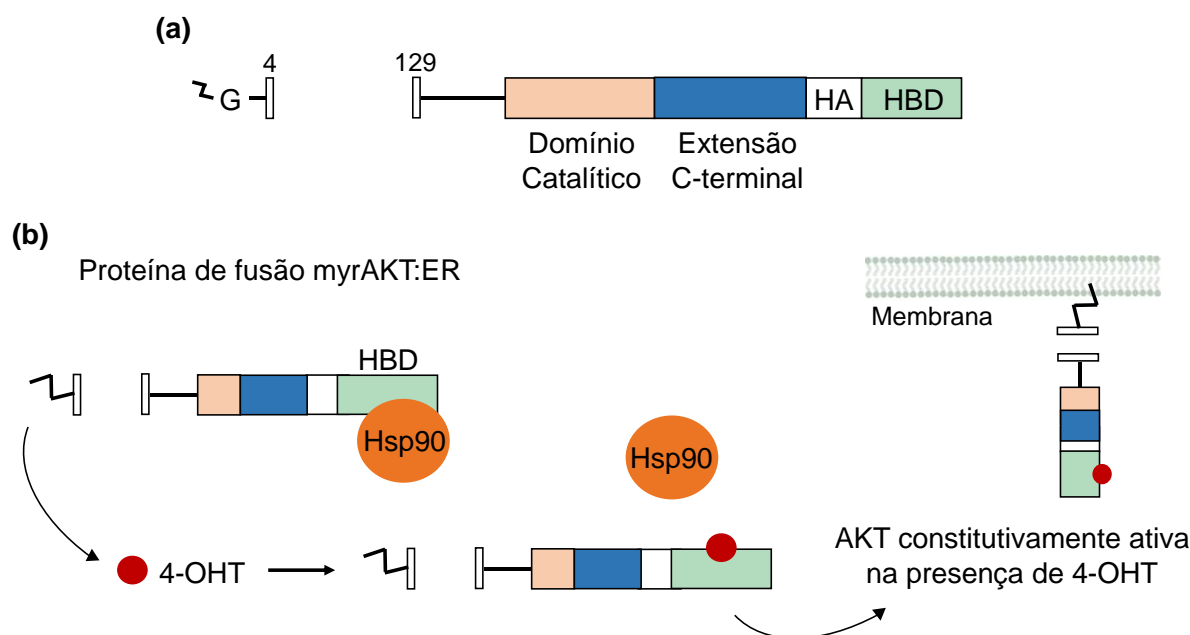 (a)
4
129
G
HA
HBD
Domínio
Catalítico
Extensão
C-terminal
(b)
Proteína de fusão myrAKT:ER
Membrana
HBD
Hsp90
Hsp90
4-OHT
AKT constitutivamente ativa
na presença de 4-OHT